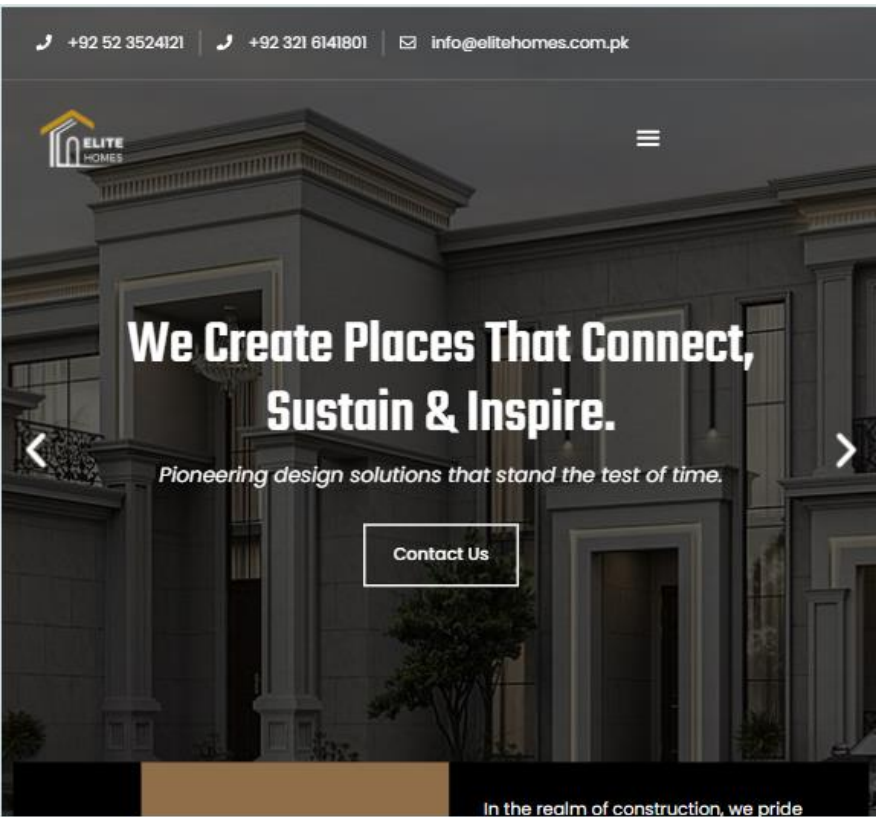 +92 52 3524121 +92 321 6141801 info@elitehomes.com.pk
ELITE
HOMES
We Create Places That Connect,
Sustain & Inspire.
Pioneering design solutions that stand the test of time.
Contact Us
In the realm of construction, we pride